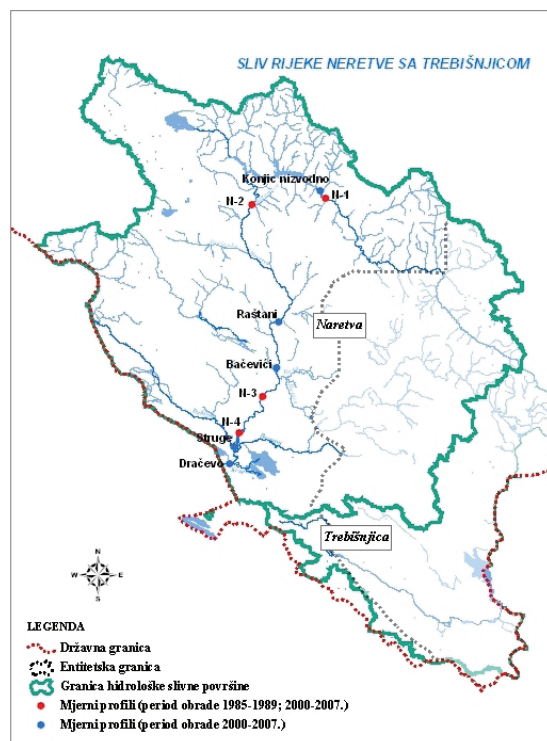 SLIV RIJEKE NERETVE SA TREBIŠNJICOM
Konjic nizvodno
N-1
N-2
Raštani
Naretva
Bačevići
N-3
N-4
Struge
Dračevo
Trebišnjica
N
W E
S
LEGENDA
Državna granica
Entitetska granica
Granica hidrološke slivne površine
Mjerni profili (period obrade 1985-1989; 2000-2007.)
Mjerni profili (period obrade 2000-2007.)